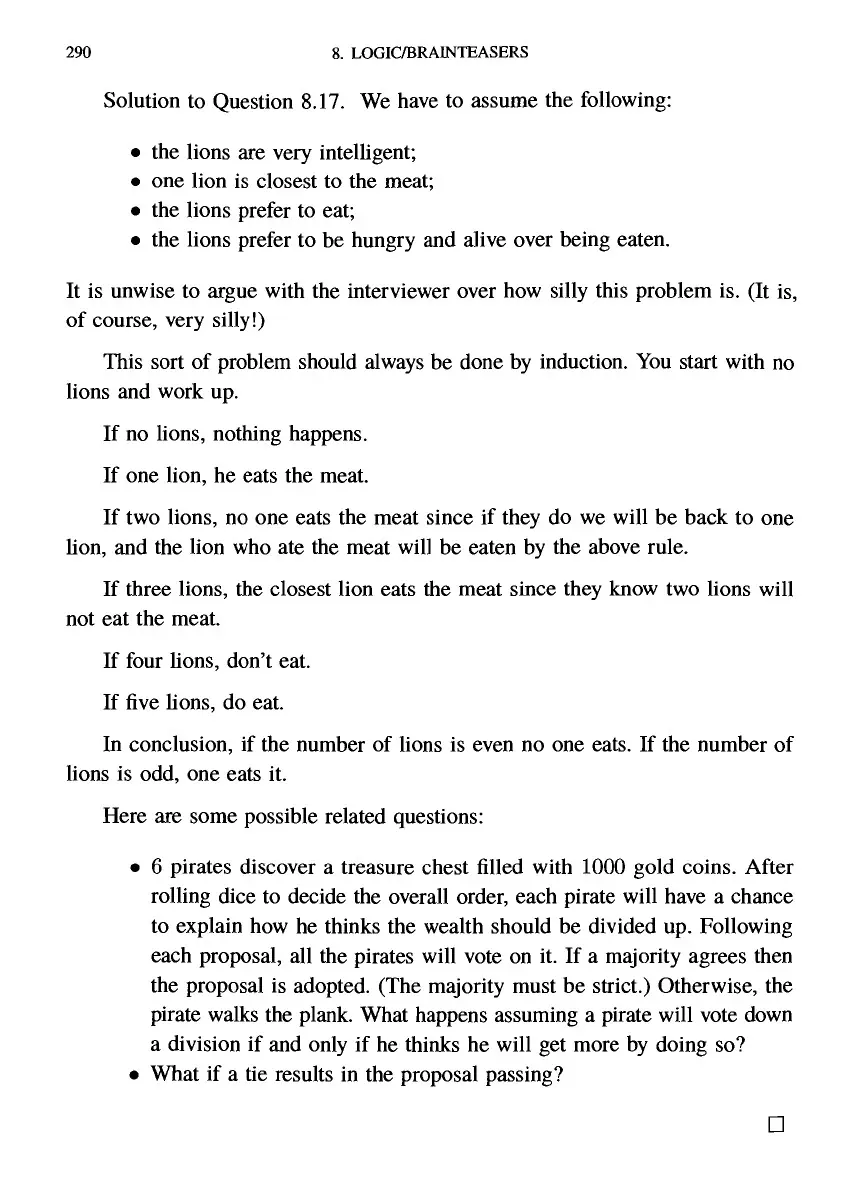 290
8. LOGIC/BRAINTEASERS
Solution to Question 8.17. We have to assume the following:
• the lions are very intelligent;
• one lion is closest to the meat;
• the lions prefer to eat;
• the lions prefer to be hungry and alive over being eaten.
It is unwise to argue with the interviewer over how silly this problem is. (It is,
of course, very silly!)
This sort of problem should always be done by induction. You start with no
lions and work up.
If no lions, nothing happens.
If one lion, he eats the meat.
If two lions, no one eats the meat since if they do we will be back to one
lion, and the lion who ate the meat will be eaten by the above rule.
If three lions, the closest lion eats the meat since they know two lions will
not eat the meat.
If four lions, don't eat.
If five lions, do eat.
In conclusion, if the number of lions is even no one eats. If the number of
lions is odd, one eats it.
Here are some possible related questions:
• 6 pirates discover a treasure chest filled with 1000 gold coins. After
rolling dice to decide the overall order, each pirate will have a chance
to explain how he thinks the wealth should be divided up. Following
each proposal, all the pirates will vote on it. If a majority agrees then
the proposal is adopted. (The majority must be strict.) Otherwise, the
pirate walks the plank. What happens assuming a pirate will vote down
a division if and only if he thinks he will get more by doing so?
• What if a tie results in the proposal passing?
□